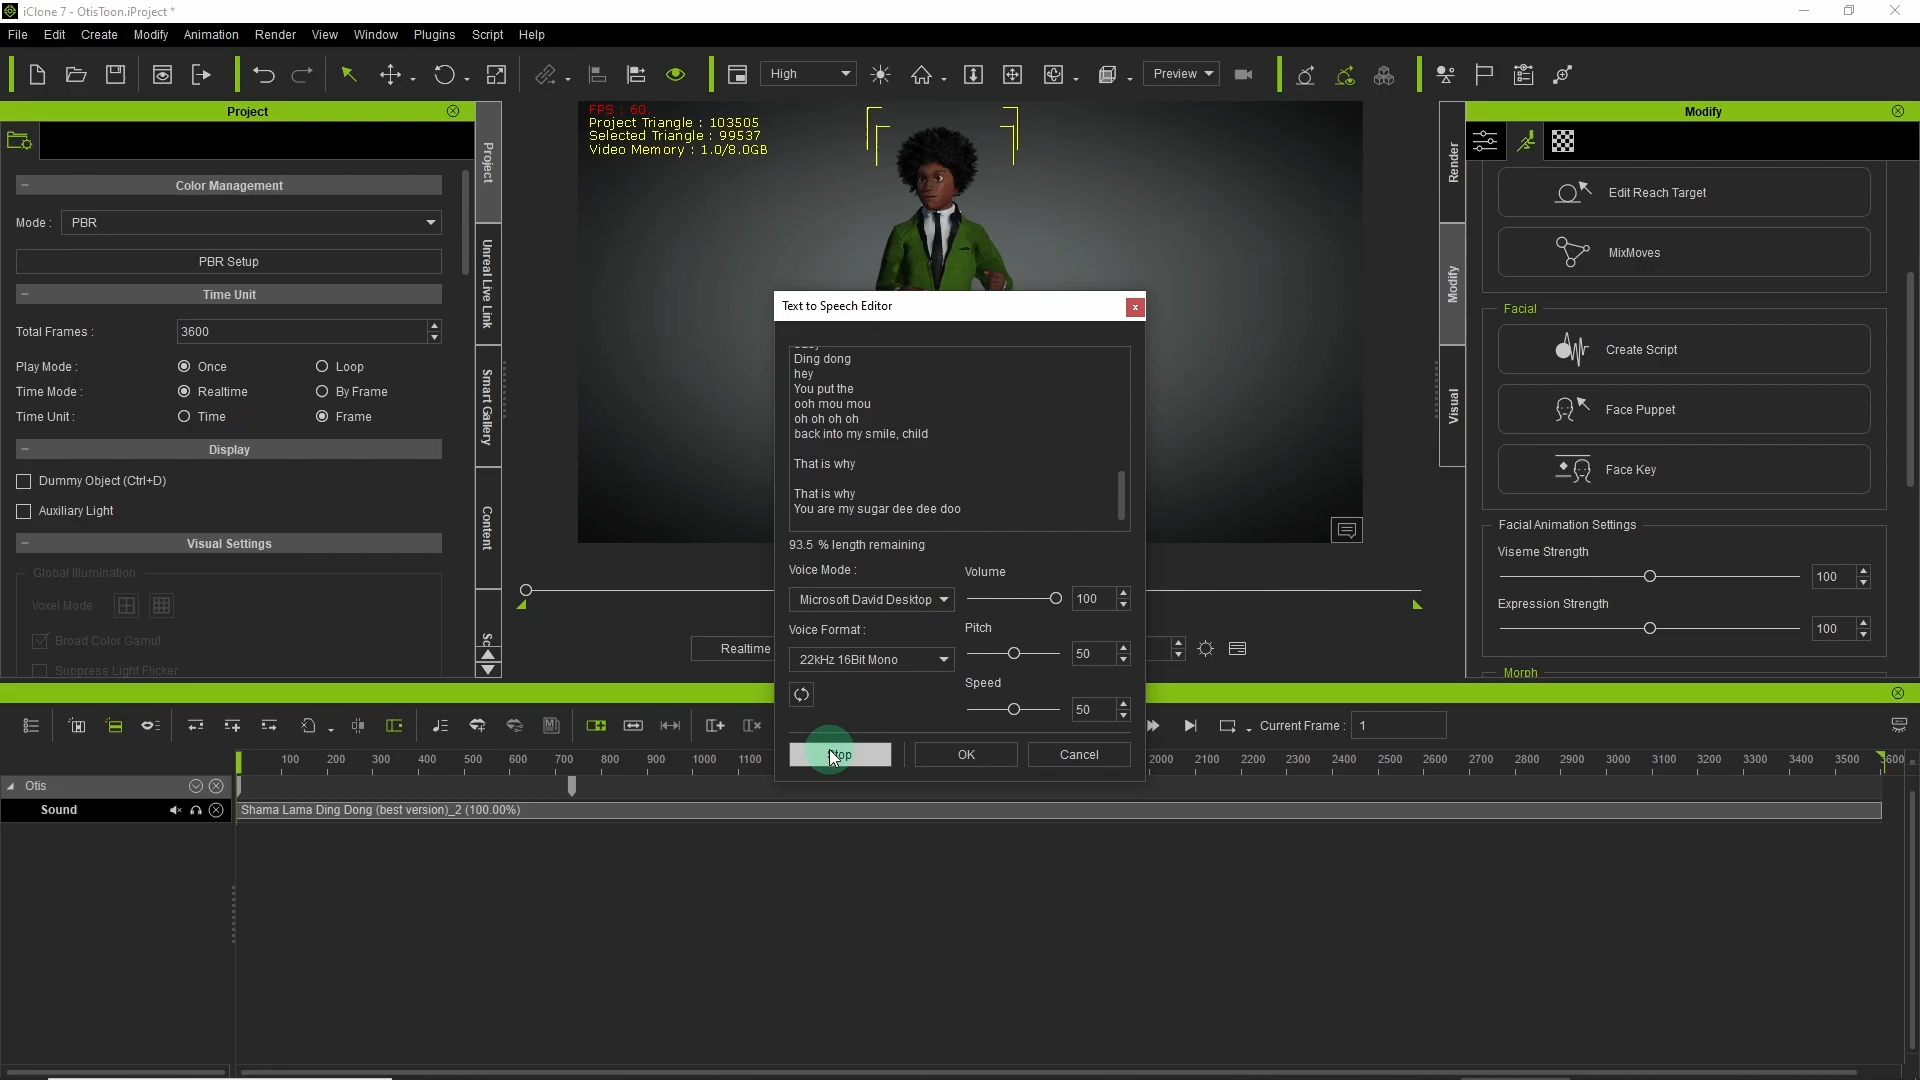 iClone 7 - OtisToon.iProject *
File Edit Create Modify Animation Render View Window Plugins Script Help
High
Preview
Project
Color Management
Mode : PBR
PBR Setup
Time Unit
Total Frames : 3600
Play Mode : Once Loop
Time Mode : Realtime By Frame
Time Unit : Time Frame
Display
Dummy Object (Ctrl+D)
Auxiliary Light
Visual Settings
Global Illumination
Voxel Mode
Broad Color Gamut
Suppress Light Flicker
Project
Unreal Live Link
Smart Gallery
Content
Sc
FPS : 60
Project Triangle : 103505
Selected Triangle : 99537
Video Memory : 1.0/8.0GB
Text to Speech Editor
Ding dong
hey
You put the
ooh mou mou
oh oh oh oh
back into my smile, child
That is why
That is why
You are my sugar dee dee doo
93.5 % length remaining
Voice Mode :
Microsoft David Desktop
Voice Format :
22kHz 16Bit Mono
Volume
100
Pitch
50
Speed
50
OK
Cancel
Realtime
Render
Modify
Visual
Modify
Edit Reach Target
MixMoves
Facial
Create Script
Face Puppet
Face Key
Facial Animation Settings
Viseme Strength
100
Expression Strength
100
Morph
Current Frame : 1
100 200 300 400 500 600 700 800 900 1000 1100 2000 2100 2200 2300 2400 2500 2600 2700 2800 2900 3000 3100 3200 3300 3400 3500 3600
Otis
Sound
Shama Lama Ding Dong (best version)_2 (100.00%)